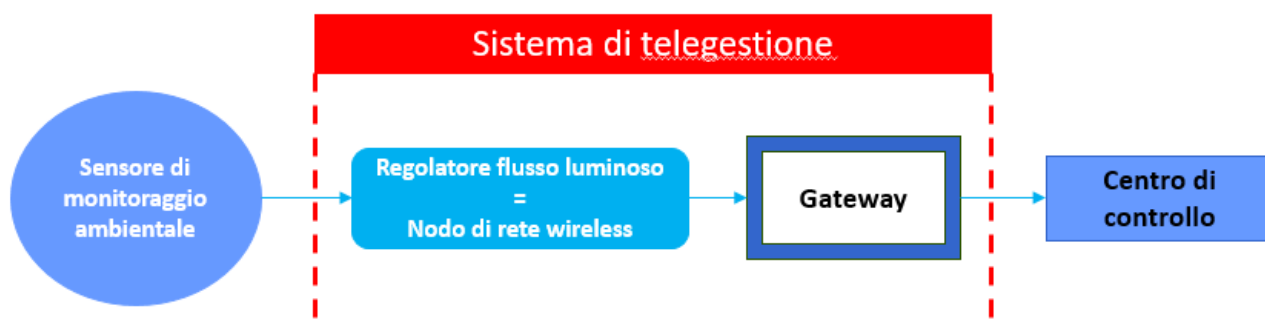 Sistema di telegestione
Sensore di
monitoraggio
ambientale
Regolatore flusso luminoso
=
Nodo di rete wireless
Gateway
Centro di
controllo